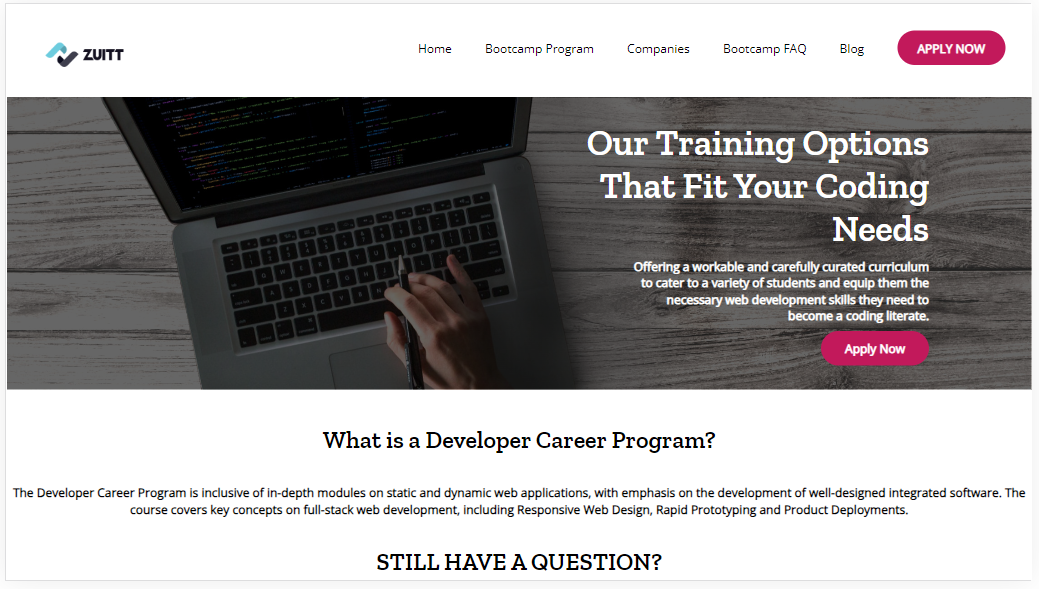 ZUITT
Home Bootcamp Program Companies Bootcamp FAQ Blog APPLY NOW
Our Training Options
That Fit Your Coding
Needs
Offering a workable and carefully curated curriculum
to cater to a variety of students and equip them the
necessary web development skills they need to
become a coding literate.
Apply Now
What is a Developer Career Program?
The Developer Career Program is inclusive of in-depth modules on static and dynamic web applications, with emphasis on the development of well-designed integrated software. The
course covers key concepts on full-stack web development, including Responsive Web Design, Rapid Prototyping and Product Deployments.
STILL HAVE A QUESTION?